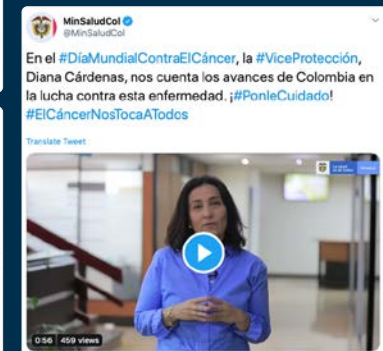 MinSaludCol
@MinSaludCol
En el #DíaMundialContraElCáncer, la #ViceProtección,
Diana Cárdenas, nos cuenta los avances de Colombia en
la lucha contra esta enfermedad. ¡#PonleCuidado!
#ElCáncerNosTocaATodos
Translate Tweet
0:56 459 views